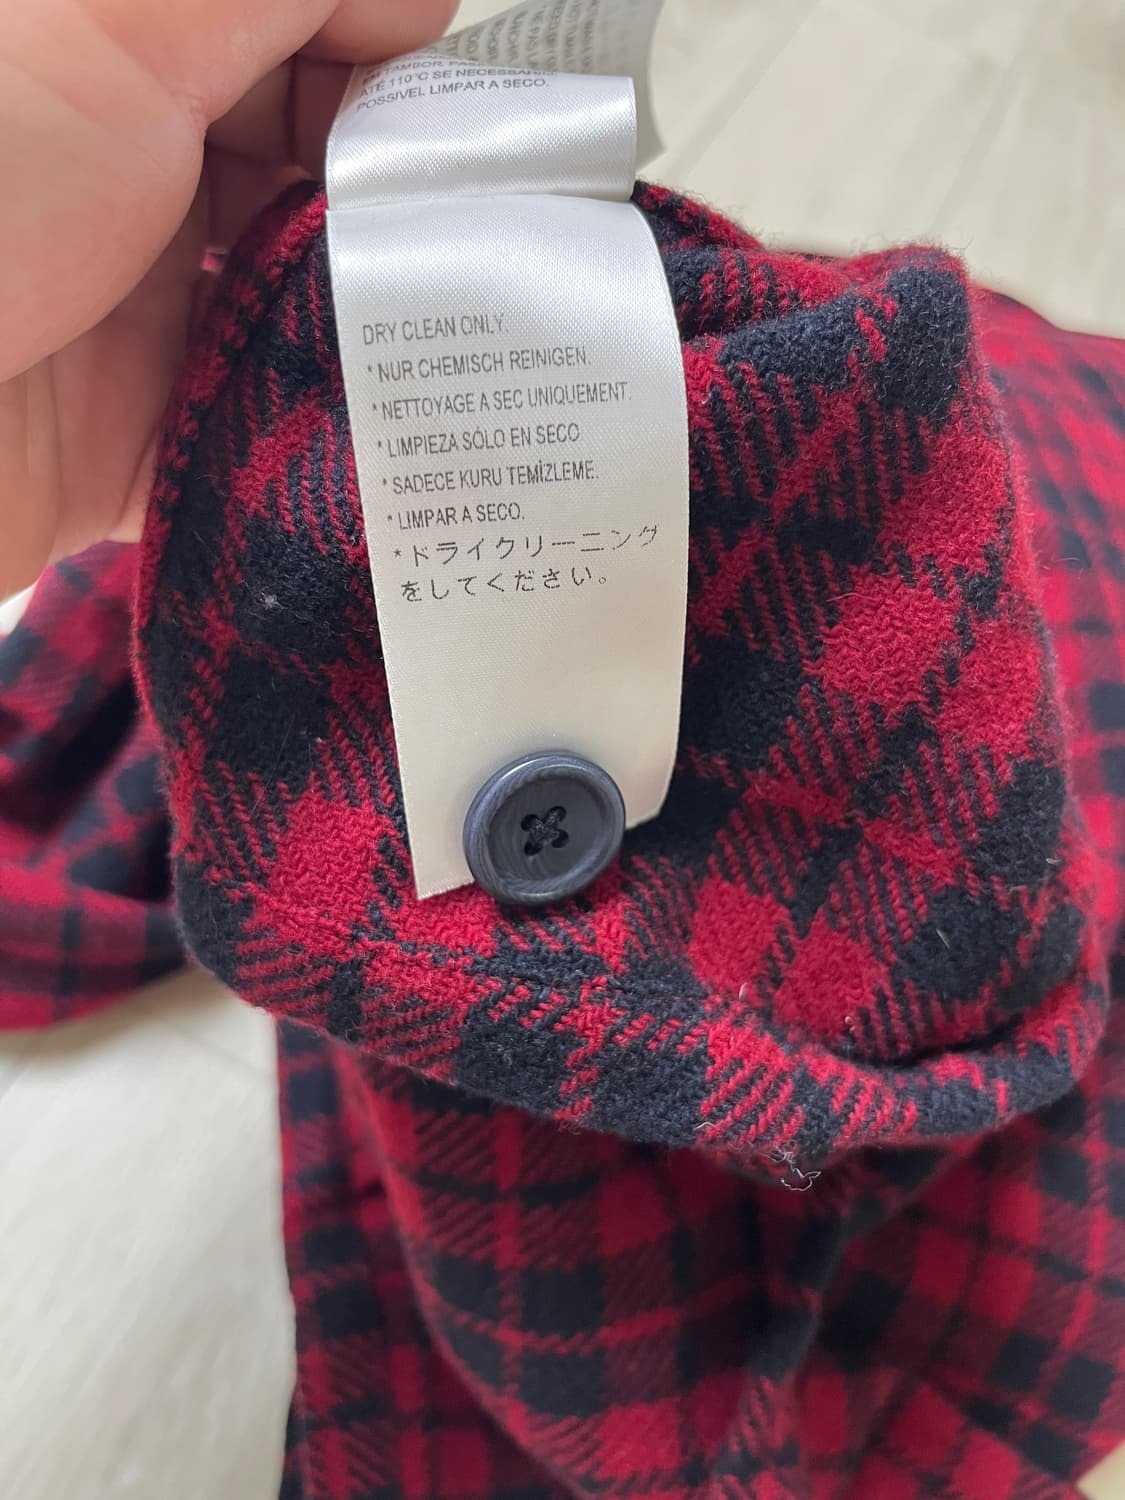 EM TAMBOR.
ATÉ 110°C SE NECESSÁRIO.
POSSIVEL LIMPAR A SECO.
DRY CLEAN ONLY.
* NUR CHEMISCH REINIGEN.
* NETTOYAGE A SEC UNIQUEMENT.
* LIMPIEZA SÓLO EN SECO
* SADECE KURU TEMİZLEME.
* LIMPAR A SECO.
* ドライクリーニング
をしてください。